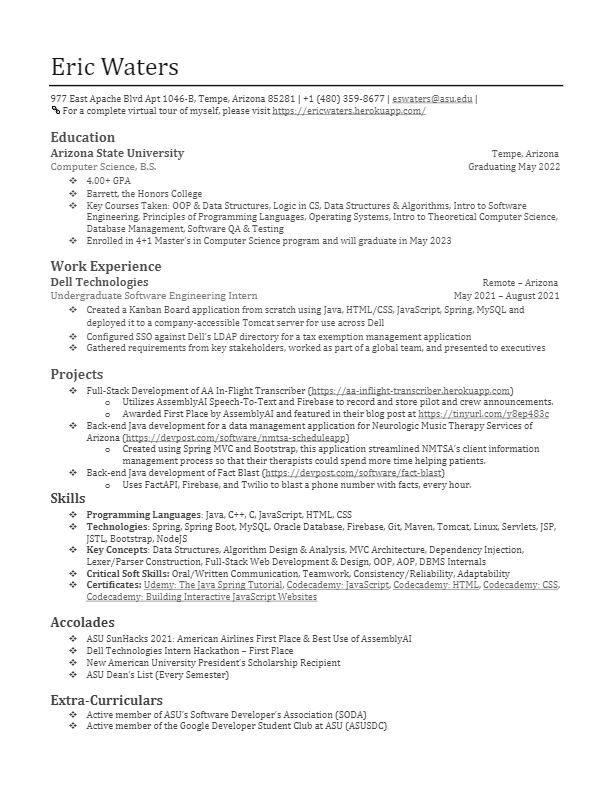 Eric Waters
977 East Apache Blvd Apt 1046-B, Tempe, Arizona 85281 | +1 (480) 359-8677 | eswaters@asu.edu |
For a complete virtual tour of myself, please visit https://ericwaters.herokuapp.com/
Education
Arizona State University Tempe, Arizona
Computer Science, B.S. Graduating May 2022
❖ 4.00+ GPA
❖ Barrett, the Honors College
❖ Key Courses Taken: OOP & Data Structures, Logic in CS, Data Structures & Algorithms, Intro to Software
Engineering, Principles of Programming Languages, Operating Systems, Intro to Theoretical Computer Science,
Database Management, Software QA & Testing
❖ Enrolled in 4+1 Master's in Computer Science program and will graduate in May 2023
Work Experience
Dell Technologies Remote – Arizona
Undergraduate Software Engineering Intern May 2021 – August 2021
❖ Created a Kanban Board application from scratch using Java, HTML/CSS, JavaScript, Spring, MySQL and
deployed it to a company-accessible Tomcat server for use across Dell
❖ Configured SSO against Dell's LDAP directory for a tax exemption management application
❖ Gathered requirements from key stakeholders, worked as part of a global team, and presented to executives
Projects
❖ Full-Stack Development of AA In-Flight Transcriber (https://aa-inflight-transcriber.herokuapp.com)
o Utilizes AssemblyAI Speech-To-Text and Firebase to record and store pilot and crew announcements.
o Awarded First Place by AssemblyAI and featured in their blog post at https://tinyurl.com/y8ep483c
❖ Back-end Java development for a data management application for Neurologic Music Therapy Services of
Arizona (https://devpost.com/software/nmtsa-scheduleapp)
o Created using Spring MVC and Bootstrap, this application streamlined NMTSA's client information
management process so that their therapists could spend more time helping patients.
❖ Back-end Java development of Fact Blast (https://devpost.com/software/fact-blast)
o Uses FactAPI, Firebase, and Twilio to blast a phone number with facts, every hour.
Skills
❖ Programming Languages: Java, C++, C, JavaScript, HTML, CSS
❖ Technologies: Spring, Spring Boot, MySQL, Oracle Database, Firebase, Git, Maven, Tomcat, Linux, Servlets, JSP,
JSTL, Bootstrap, NodeJS
❖ Key Concepts: Data Structures, Algorithm Design & Analysis, MVC Architecture, Dependency Injection,
Lexer/Parser Construction, Full-Stack Web Development & Design, OOP, AOP, DBMS Internals
❖ Critical Soft Skills: Oral/Written Communication, Teamwork, Consistency/Reliability, Adaptability
❖ Certificates: Udemy: The Java Spring Tutorial, Codecademy: JavaScript, Codecademy: HTML, Codecademy: CSS,
Codecademy: Building Interactive JavaScript Websites
Accolades
❖ ASU SunHacks 2021: American Airlines First Place & Best Use of AssemblyAI
❖ Dell Technologies Intern Hackathon – First Place
❖ New American University President's Scholarship Recipient
❖ ASU Dean's List (Every Semester)
Extra-Curriculars
❖ Active member of ASU's Software Developer's Association (SODA)
❖ Active member of the Google Developer Student Club at ASU (ASUSDC)